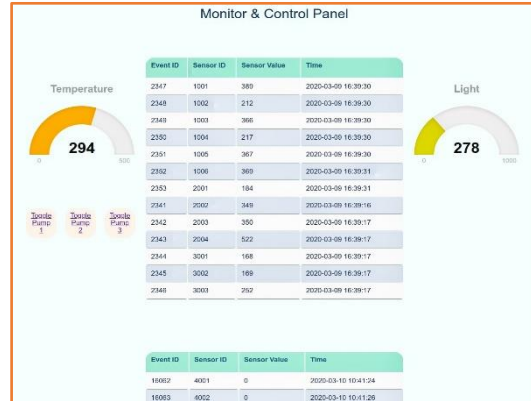 Monitor & Control Panel
Temperature
294
0
500
Toggle Pump 1
Toggle Pump 2
Toggle Pump 3
Event ID Sensor ID Sensor Value Time
2347 1001 389 2020-03-09 16:39:30
2348 1002 212 2020-03-09 16:39:30
2349 1003 366 2020-03-09 16:39:30
2350 1004 217 2020-03-09 16:39:30
2351 1005 367 2020-03-09 16:39:30
2352 1006 369 2020-03-09 16:39:31
2353 2001 164 2020-03-09 16:39:31
2341 2002 349 2020-03-09 16:39:16
2342 2003 350 2020-03-09 16:39:17
2343 2004 522 2020-03-09 16:39:17
2344 3001 168 2020-03-09 16:39:17
2345 3002 169 2020-03-09 16:39:17
2346 3003 252 2020-03-09 16:39:17
Light
278
0
1000
Event ID Sensor ID Sensor Value Time
16062 4001 0 2020-03-10 10:41:24
16063 4002 0 2020-03-10 10:41:26